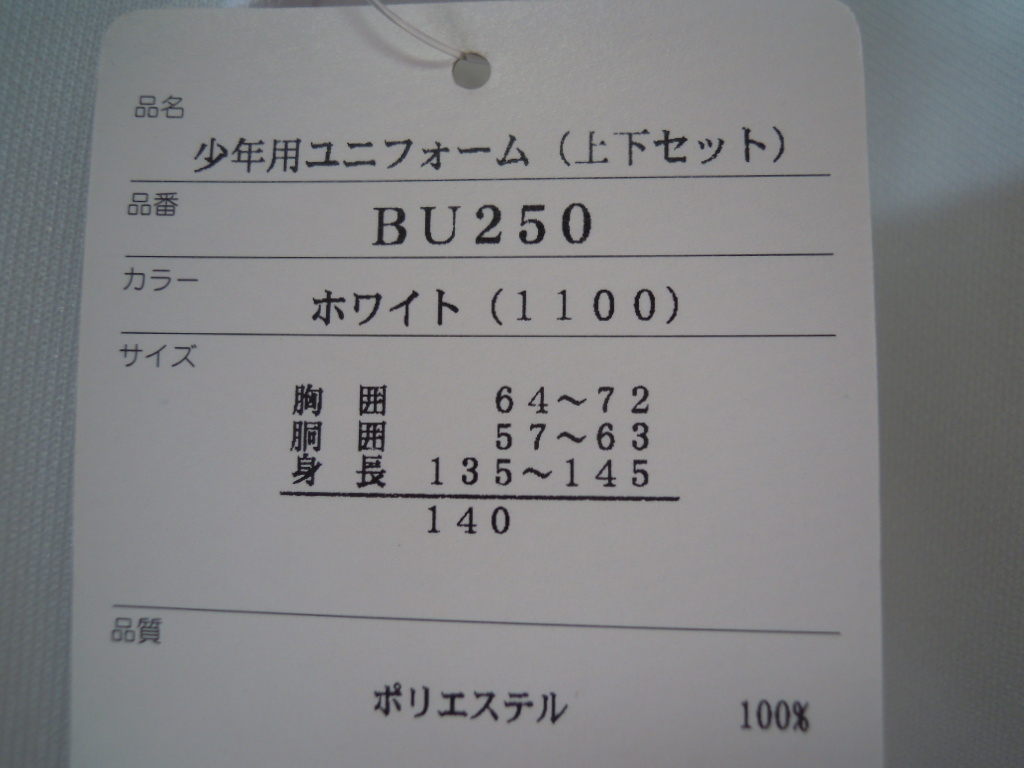 品名
少年用ユニフォーム（上下セット）
品番
ＢＵ２５０
カラー
ホワイト（１１００）
サイズ
胸　囲　　　６４～７２
胴　囲　　　５７～６３
身　長　１３５～１４５
１４０
品質
ポリエステル　　　　100%